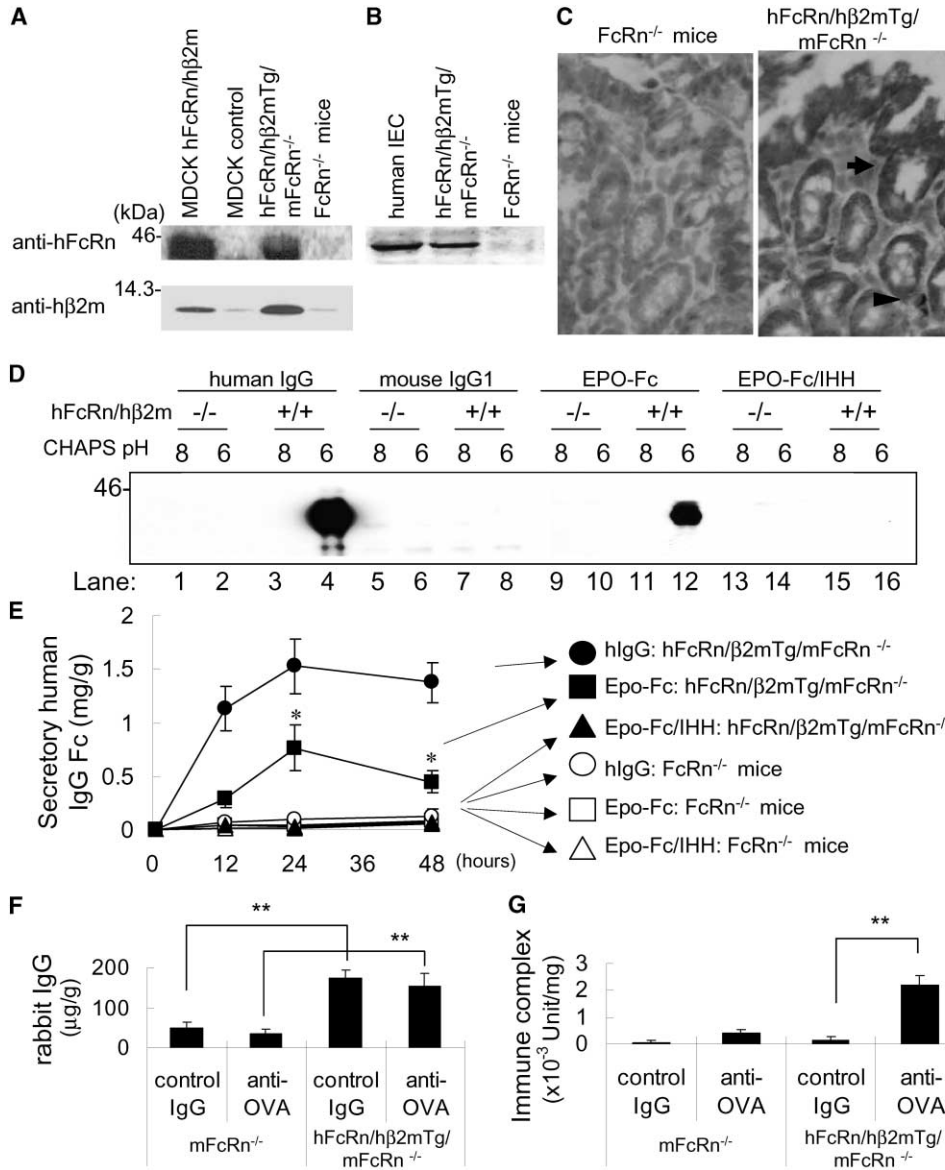 A
MDCK hFcRn/hβ2m
MDCK control
hFcRn/hβ2mTg/
mFcRn-/-
FcRn-/- mice
(kDa)
anti-hFcRn
46-
anti-hβ2m
14.3-
B
human IEC
hFcRn/hβ2mTg/
mFcRn-/-
FcRn-/- mice
C
FcRn-/- mice
hFcRn/hβ2mTg/
mFcRn -/-
D
human IgG mouse IgG1 EPO-Fc EPO-Fc/IHH
hFcRn/hβ2m -/- +/+ -/- +/+ -/- +/+ -/- +/+
CHAPS pH 8 6 8 6 8 6 8 6 8 6 8 6 8 6 8 6
46-
Lane: 1 2 3 4 5 6 7 8 9 10 11 12 13 14 15 16
E
Secretory human
IgG Fc (mg/g)
2
1.5
1
0.5
0
* *
0 12 24 36 48 (hours)
hIgG: hFcRn/β2mTg/mFcRn -/-
Epo-Fc: hFcRn/β2mTg/mFcRn-/-
Epo-Fc/IHH: hFcRn/β2mTg/mFcRn-/
hIgG: FcRn-/- mice
Epo-Fc: FcRn-/- mice
Epo-Fc/IHH: FcRn-/- mice
F
rabbit IgG
(μg/g)
200
100
0
** **
control
IgG
anti-
OVA
control
IgG
anti-
OVA
mFcRn-/-
hFcRn/hβ2mTg/
mFcRn -/-
G
Immune complex
(x10-3 Unit/mg)
3
2
1
0
**
control
IgG
anti-
OVA
control
IgG
anti-
OVA
mFcRn-/-
hFcRn/hβ2mTg/
mFcRn -/-